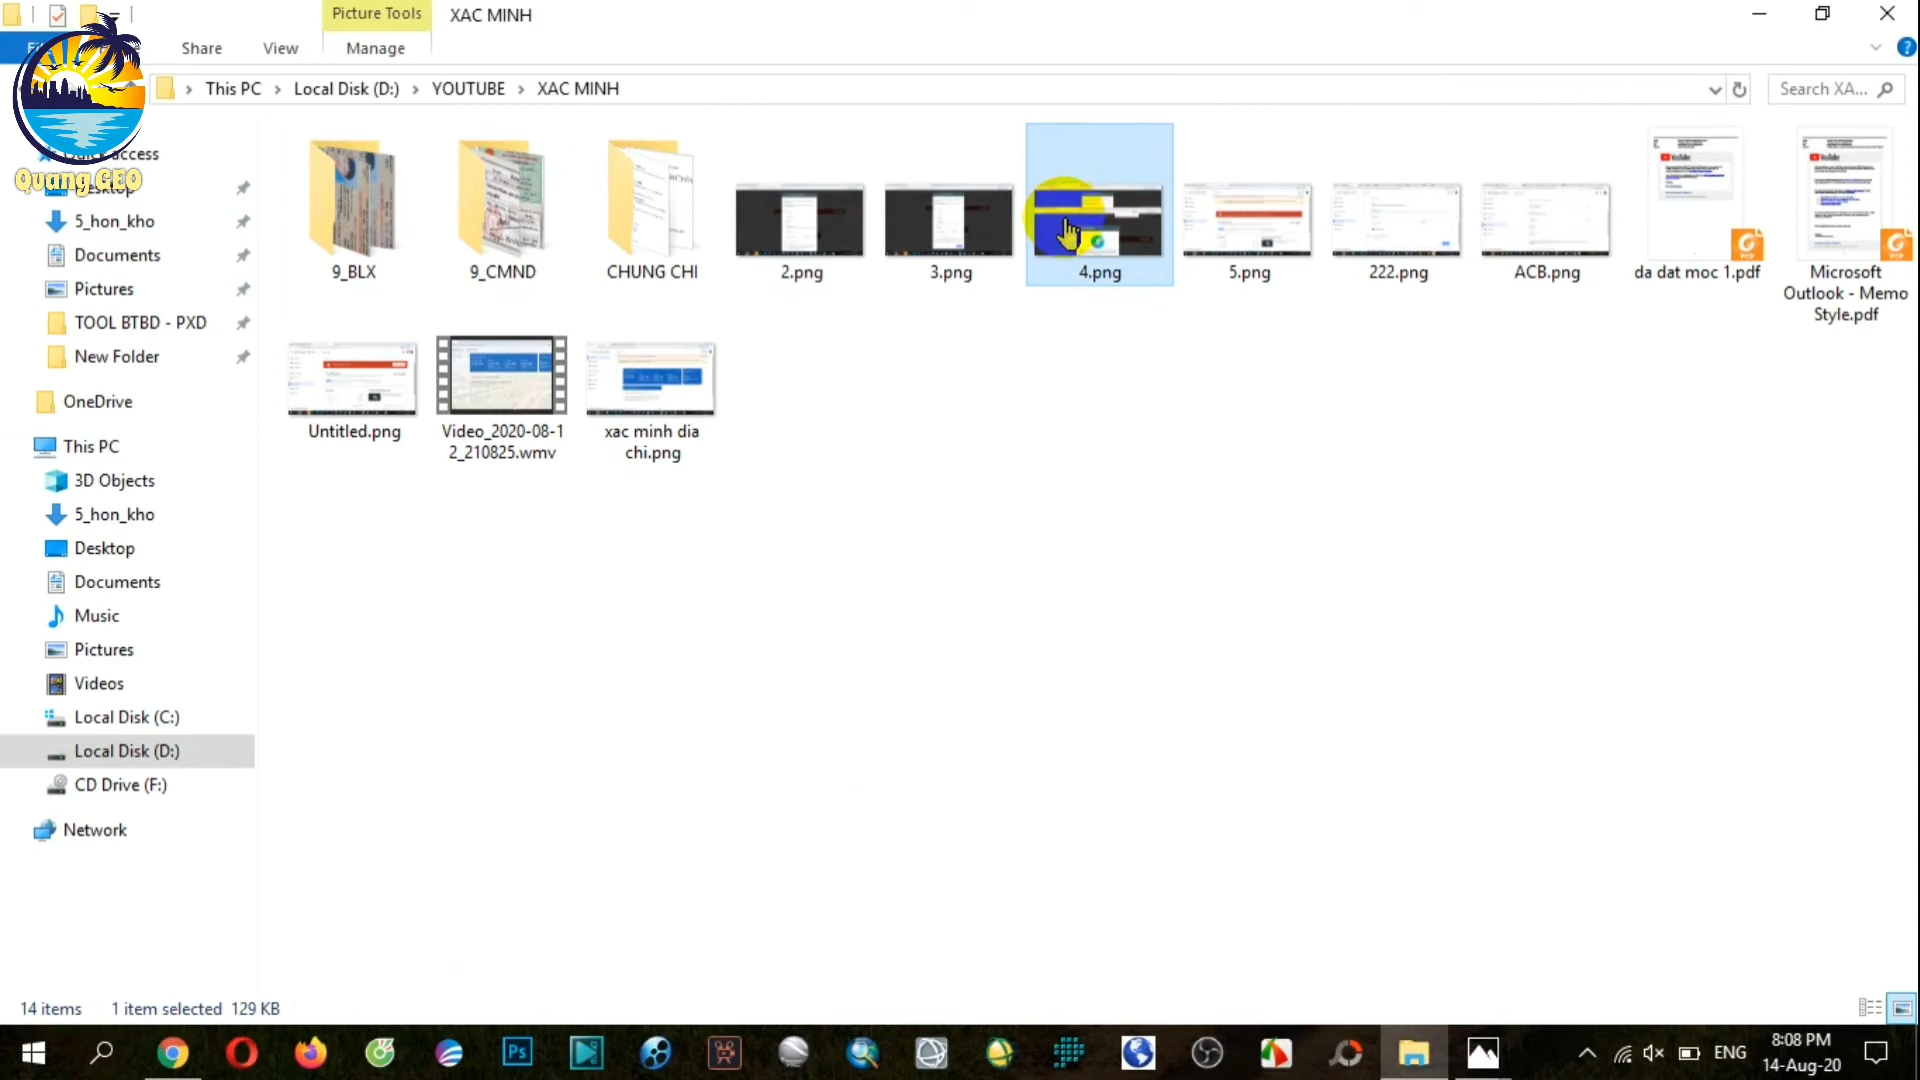 Picture Tools
XAC MINH
Share
View
Manage
This PC
Local Disk (D:)
YOUTUBE
XAC MINH
Search XA...
Quang GEO
5_hon_kho
Documents
Pictures
TOOL BTBD - PXD
New Folder
OneDrive
This PC
3D Objects
5_hon_kho
Desktop
Documents
Music
Pictures
Videos
Local Disk (C:)
Local Disk (D:)
CD Drive (F:)
Network
9_BLX
9_CMND
CHUNG CHI
2.png
3.png
4.png
5.png
222.png
ACB.png
da dat moc 1.pdf
Microsoft
Outlook - Memo
Style.pdf
Untitled.png
Video_2020-08-1
2_210825.wmv
xac minh dia
chi.png
14 items
1 item selected 129 KB
Ps
ENG
8:08 PM
14-Aug-20